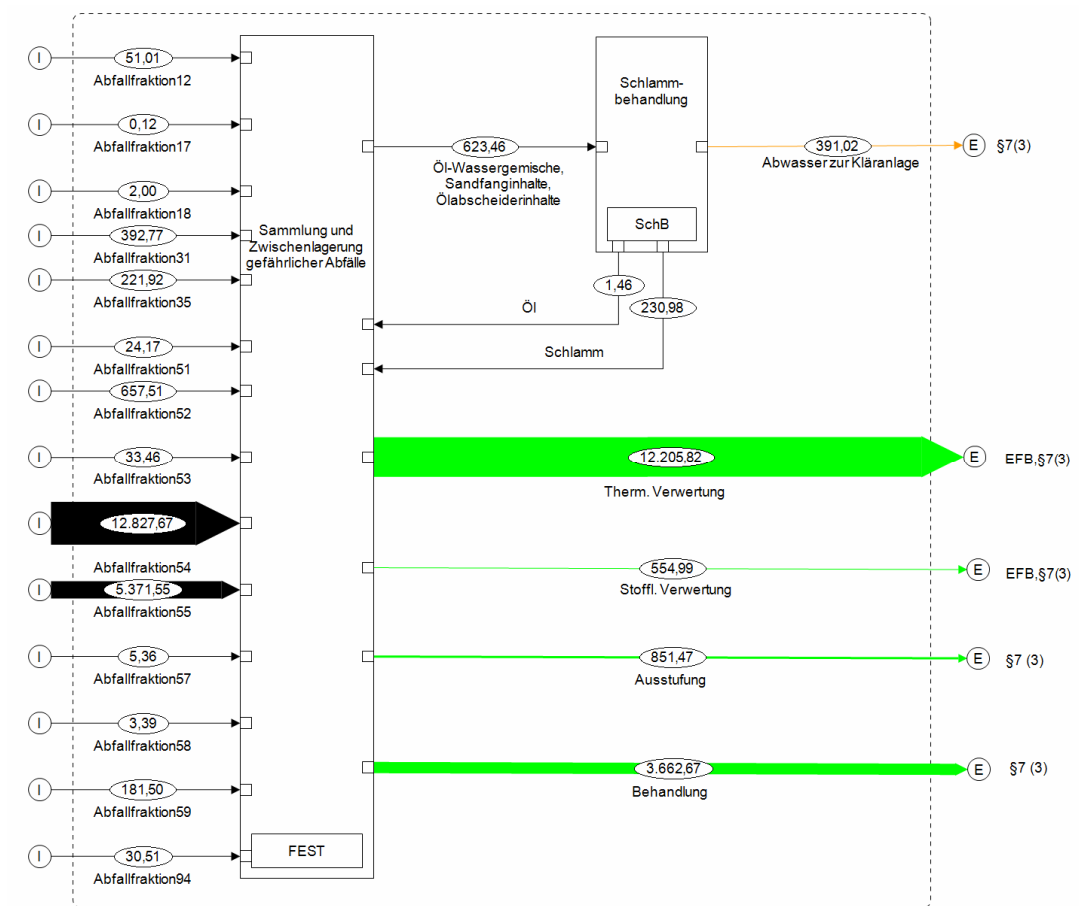 I
51,01
Abfallfraktion12
I
0,12
Abfallfraktion17
I
2,00
Abfallfraktion18
I
392,77
Abfallfraktion31
I
221,92
Abfallfraktion35
I
24,17
Abfallfraktion51
I
657,51
Abfallfraktion52
I
33,46
Abfallfraktion53
I
12.827,67
Abfallfraktion54
I
5.371,55
Abfallfraktion55
I
5,36
Abfallfraktion57
I
3,39
Abfallfraktion58
I
181,50
Abfallfraktion59
I
30,51
Abfallfraktion94
Sammlung und
Zwischenlagerung
gefährlicher Abfälle
FEST
623,46
Öl-Wassergemische,
Sandfanginhalte,
Ölabscheiderinhalte
Schlamm-
behandlung
SchB
391,02
Abwasser zur Kläranlage
E
§7(3)
1,46
Öl
230,98
Schlamm
12.205,82
Therm. Verwertung
E
EFB,§7(3)
554,99
Stoffl. Verwertung
E
EFB,§7(3)
851,47
Ausstufung
E
§7 (3)
3.662,67
Behandlung
E
§7 (3)